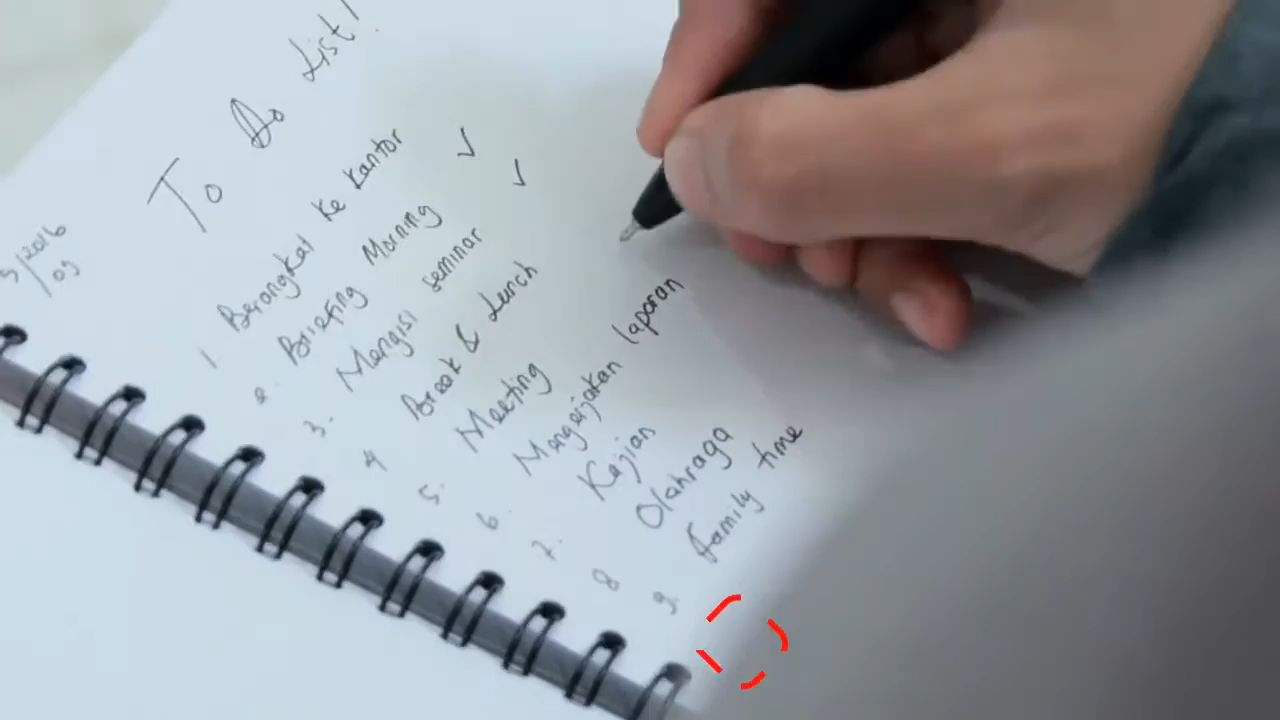 To Do List!
5/2016
/09
1 Berangkat ke kantor ✓
2. Briefing Morning ✓
3. Mengisi seminar
4 Break & Lunch
5. Meeting
6. Mengerjakan laporan
7. Kajian
8 Olahraga
9. Family time